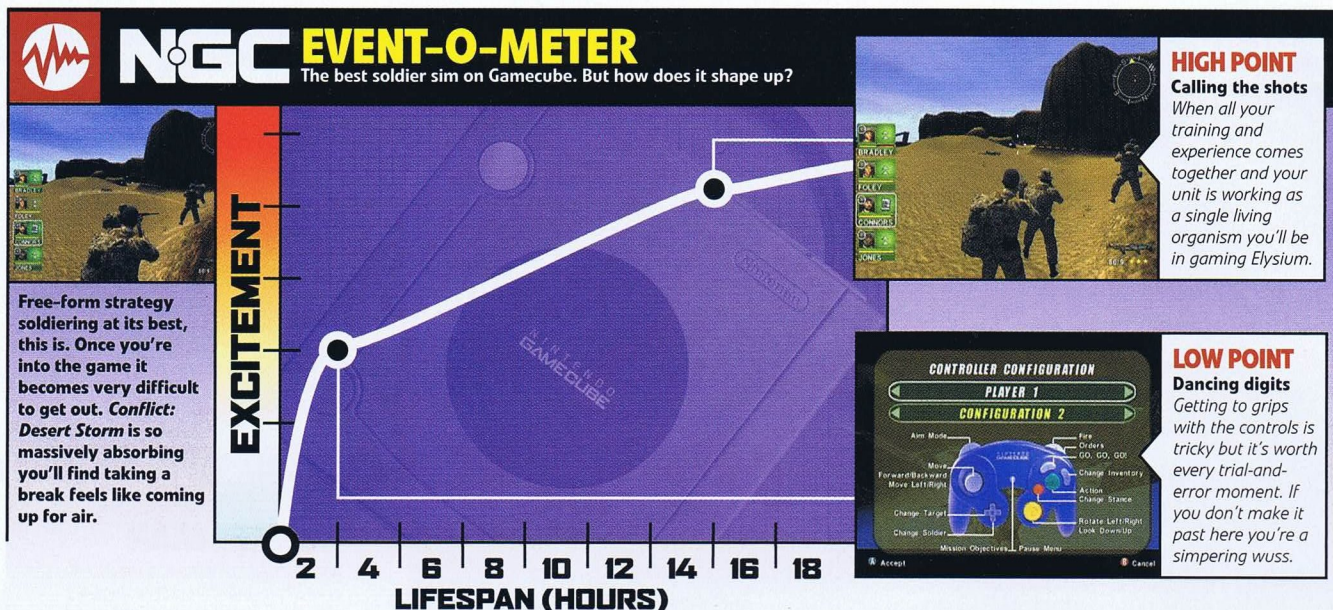 NGC EVENT-O-METER
The best soldier sim on Gamecube. But how does it shape up?
BRADLEY
FOLEY
CONNORS
JONES
Free-form strategy
soldiering at its best,
this is. Once you're
into the game it
becomes very difficult
to get out. Conflict:
Desert Storm is so
massively absorbing
you'll find taking a
break feels like coming
up for air.
EXCITEMENT
Nintendo
NINTENDO
GAMECUBE
2 4 6 8 10 12 14 16 18
LIFESPAN (HOURS)
BRADLEY
FOLEY
CONNORS
JONES
HIGH POINT
Calling the shots
When all your
training and
experience comes
together and your
unit is working as
a single living
organism you'll be
in gaming Elysium.
CONTROLLER CONFIGURATION
PLAYER 1
CONFIGURATION 2
Aim Mode
Fire
Orders
GO, GO, GO!
Move
Forward/Backward
Move Left/Right
Change Inventory
Action
Change Stance
Change Target
Rotate Left/Right
Look Down/Up
Change Soldier
Mission Objectives
Pause Menu
NINTENDO
GAMECUBE
A Accept
B Cancel
LOW POINT
Dancing digits
Getting to grips
with the controls is
tricky but it's worth
every trial-and-
error moment. If
you don't make it
past here you're a
simpering wuss.